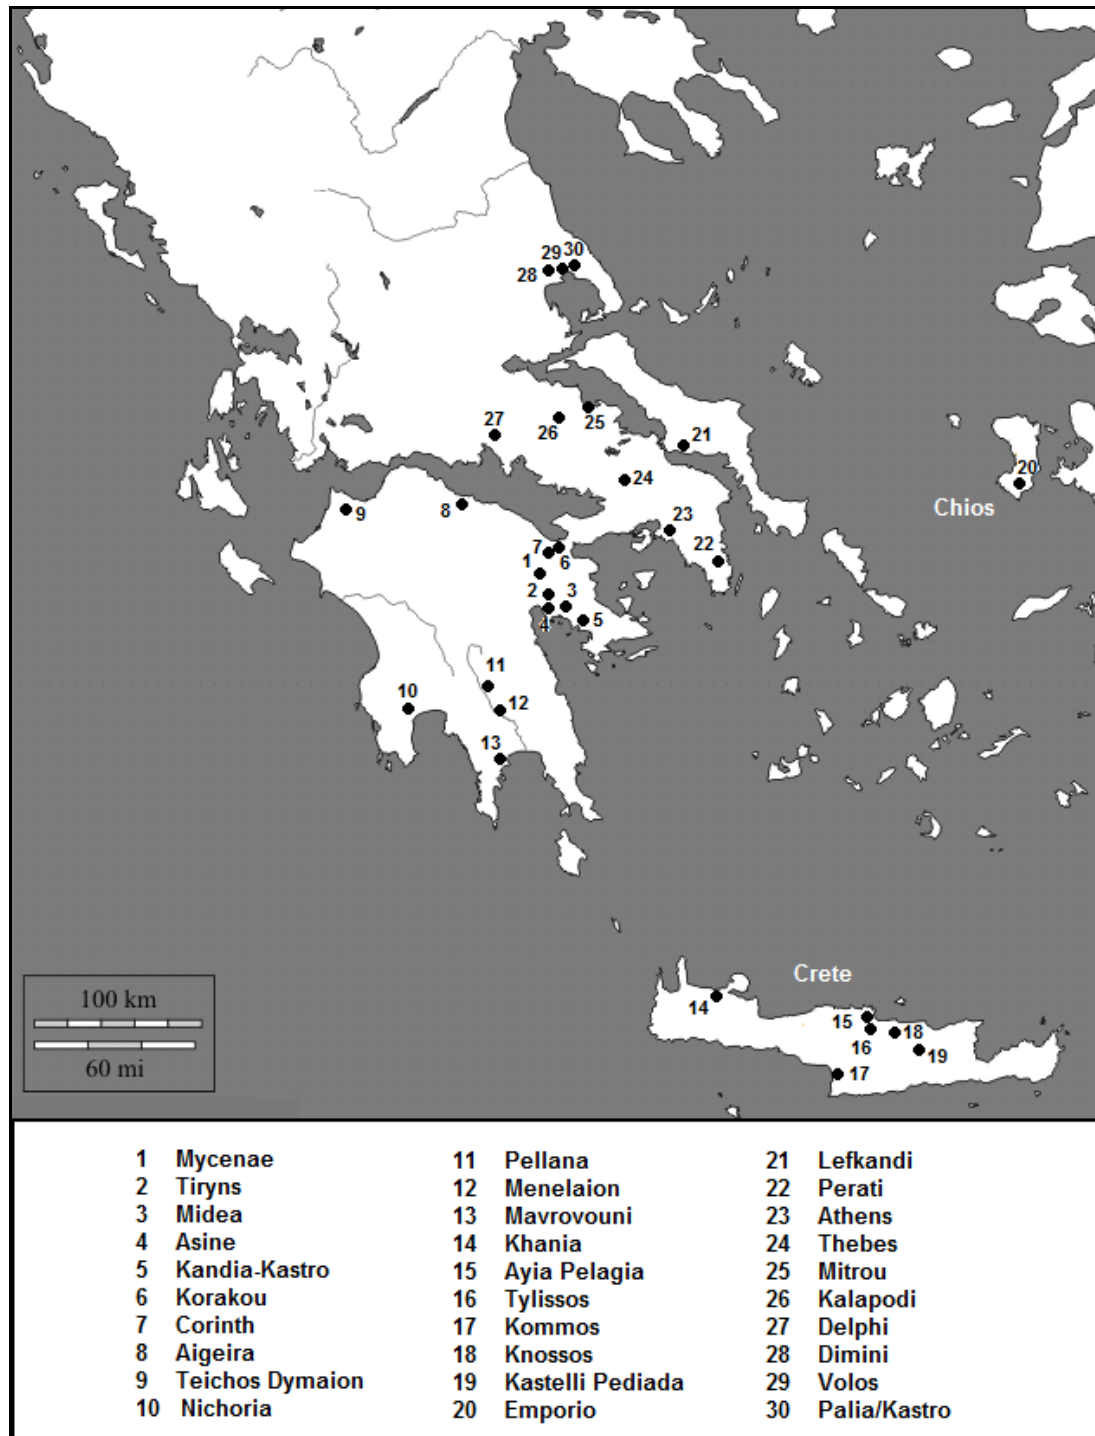 30
29
28
27
26
25
21
20
24
Chios
9
8
23
7
6
22
1
2
3
4
5
11
10
12
13
Crete
100 km
60 mi
14
15
16
18
19
17
1 Mycenae
2 Tiryns
3 Midea
4 Asine
5 Kandia-Kastro
6 Korakou
7 Corinth
8 Aigeira
9 Teichos Dymaion
10 Nichoria
11 Pellana
12 Menelaion
13 Mavrovouni
14 Khania
15 Ayia Pelagia
16 Tylissos
17 Kommos
18 Knossos
19 Kastelli Pediada
20 Emporio
21 Lefkandi
22 Perati
23 Athens
24 Thebes
25 Mitrou
26 Kalapodi
27 Delphi
28 Dimini
29 Volos
30 Palia/Kastro